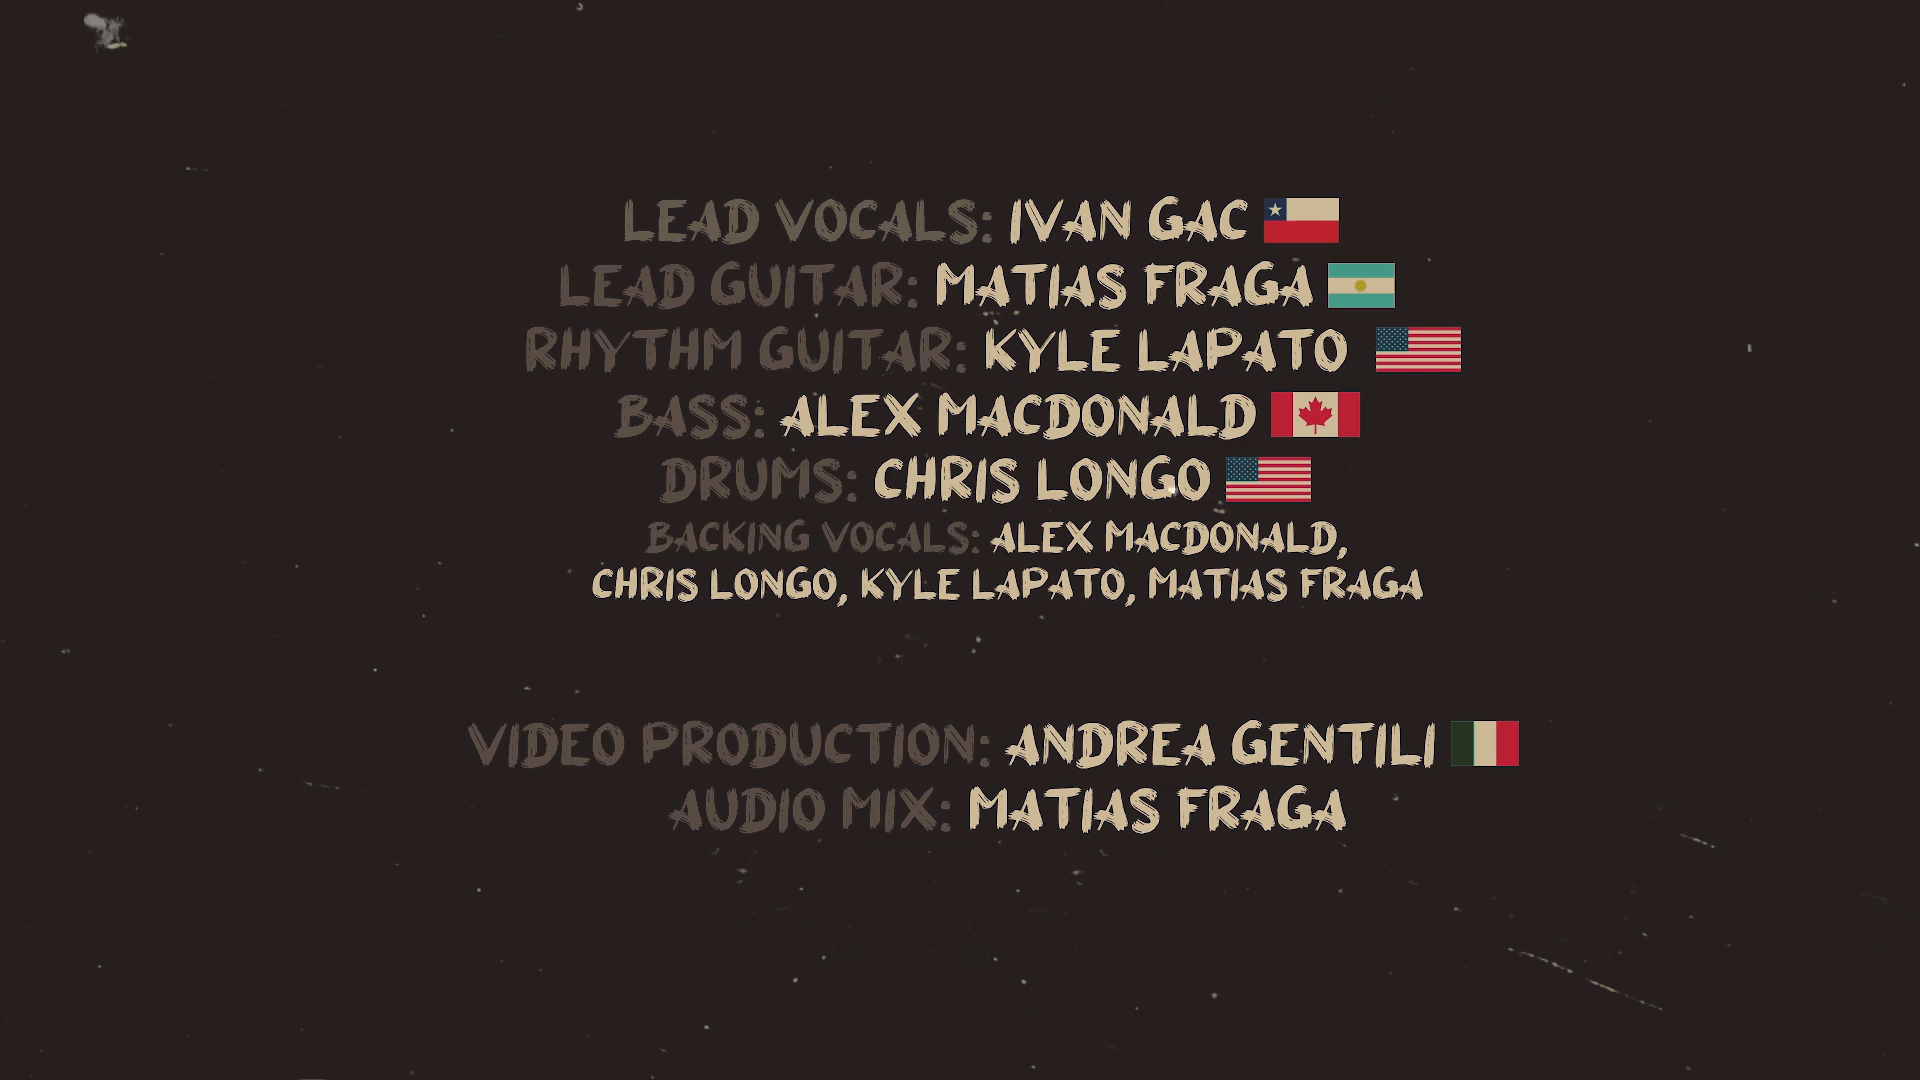 LEAD VOCALS: IVAN GAC
LEAD GUITAR: MATIAS FRAGA
RHYTHM GUITAR: KYLE LAPATO
BASS: ALEX MACDONALD
DRUMS: CHRIS LONGO
BACKING VOCALS: ALEX MACDONALD,
CHRIS LONGO, KYLE LAPATO, MATIAS FRAGA
VIDEO PRODUCTION: ANDREA GENTILI
AUDIO MIX: MATIAS FRAGA